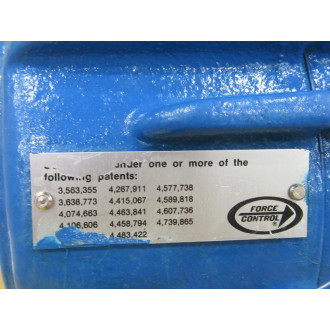 under one or more of the
following patents:
3,563,355 4,267,911 4,577,738
3,638,773 4,415,067 4,589,818
4,074,663 4,463,841 4,607,736
4,106,606 4,458,794 4,739,865
4,483,422
FORCE
CONTROL
®